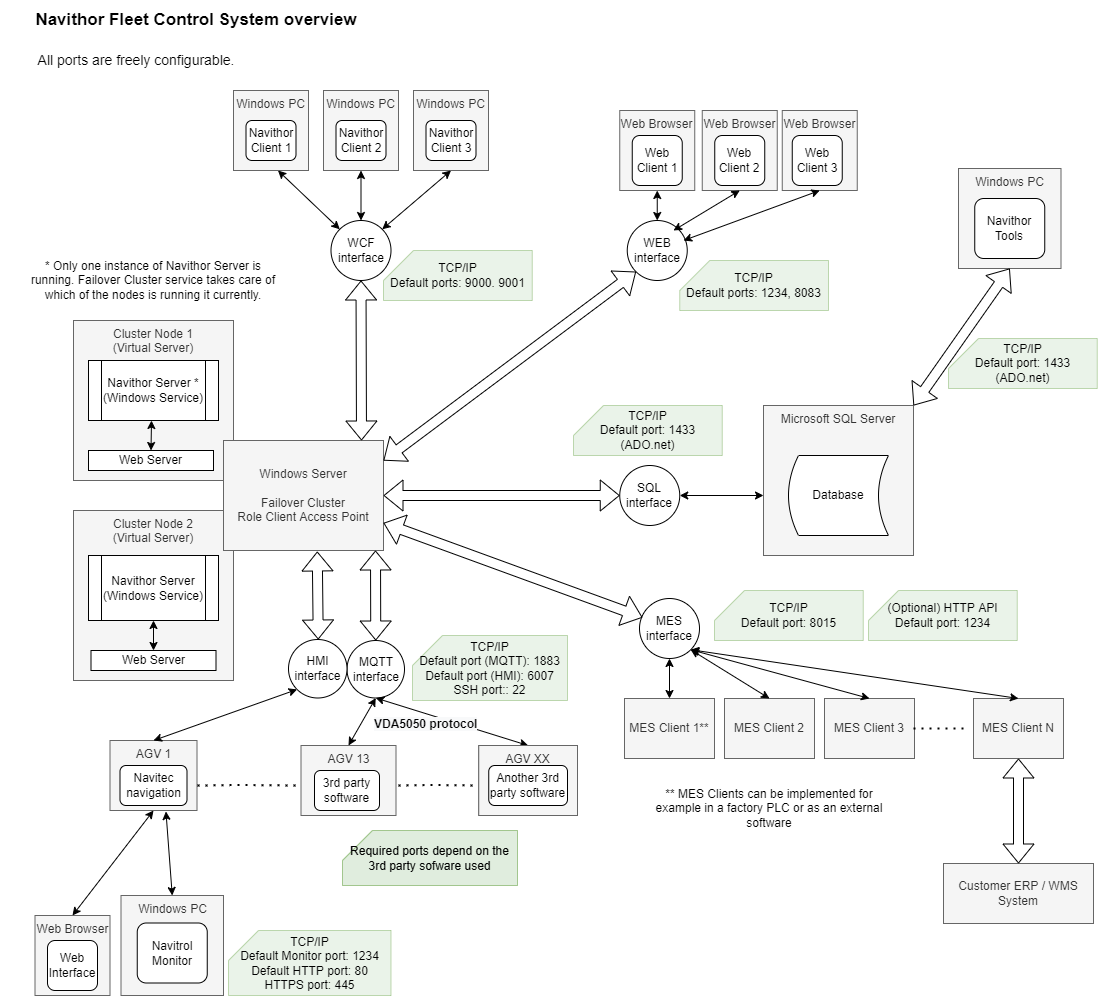 Navithor Fleet Control System overview
All ports are freely configurable.
Windows PC
Navithor
Client 1
Windows PC
Navithor
Client 2
Windows PC
Navithor
Client 3
Web Browser
Web
Client 1
Web Browser
Web
Client 2
Web Browser
Web
Client 3
Windows PC
Navithor
Tools
WCF
interface
TCP/IP
Default ports: 9000. 9001
WEB
interface
TCP/IP
Default ports: 1234, 8083
* Only one instance of Navithor Server is
running. Failover Cluster service takes care of
which of the nodes is running it currently.
Cluster Node 1
(Virtual Server)
Navithor Server *
(Windows Service)
Web Server
TCP/IP
Default port: 1433
(ADO.net)
TCP/IP
Default port: 1433
(ADO.net)
Microsoft SQL Server
Database
SQL
interface
Windows Server
Failover Cluster
Role Client Access Point
Cluster Node 2
(Virtual Server)
Navithor Server
(Windows Service)
Web Server
HMI
interface
MQTT
interface
TCP/IP
Default port (MQTT): 1883
Default port (HMI): 6007
SSH port:: 22
MES
interface
TCP/IP
Default port: 8015
(Optional) HTTP API
Default port: 1234
VDA5050 protocol
MES Client 1**
MES Client 2
MES Client 3
MES Client N
AGV 1
Navitec
navigation
AGV 13
3rd party
software
AGV XX
Another 3rd
party software
** MES Clients can be implemented for
example in a factory PLC or as an external
software
Required ports depend on the
3rd party sofware used
Customer ERP / WMS
System
Web Browser
Web
Interface
Windows PC
Navitrol
Monitor
TCP/IP
Default Monitor port: 1234
Default HTTP port: 80
HTTPS port: 445